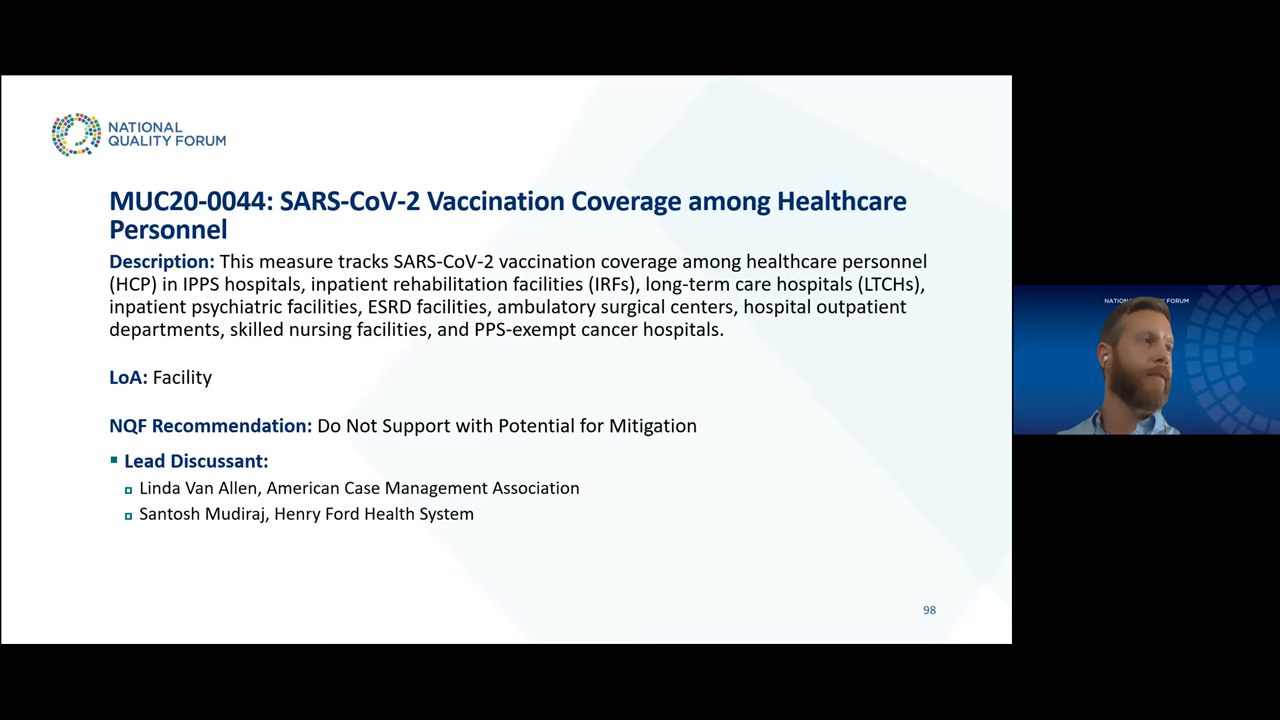 NATIONAL
QUALITY FORUM
MUC20-0044: SARS-CoV-2 Vaccination Coverage among Healthcare
Personnel
Description: This measure tracks SARS-CoV-2 vaccination coverage among healthcare personnel
(HCP) in IPPS hospitals, inpatient rehabilitation facilities (IRFs), long-term care hospitals (LTCHs),
inpatient psychiatric facilities, ESRD facilities, ambulatory surgical centers, hospital outpatient
departments, skilled nursing facilities, and PPS-exempt cancer hospitals.
LoA: Facility
NQF Recommendation: Do Not Support with Potential for Mitigation
Lead Discussant:
Linda Van Allen, American Case Management Association
Santosh Mudiraj, Henry Ford Health System
98